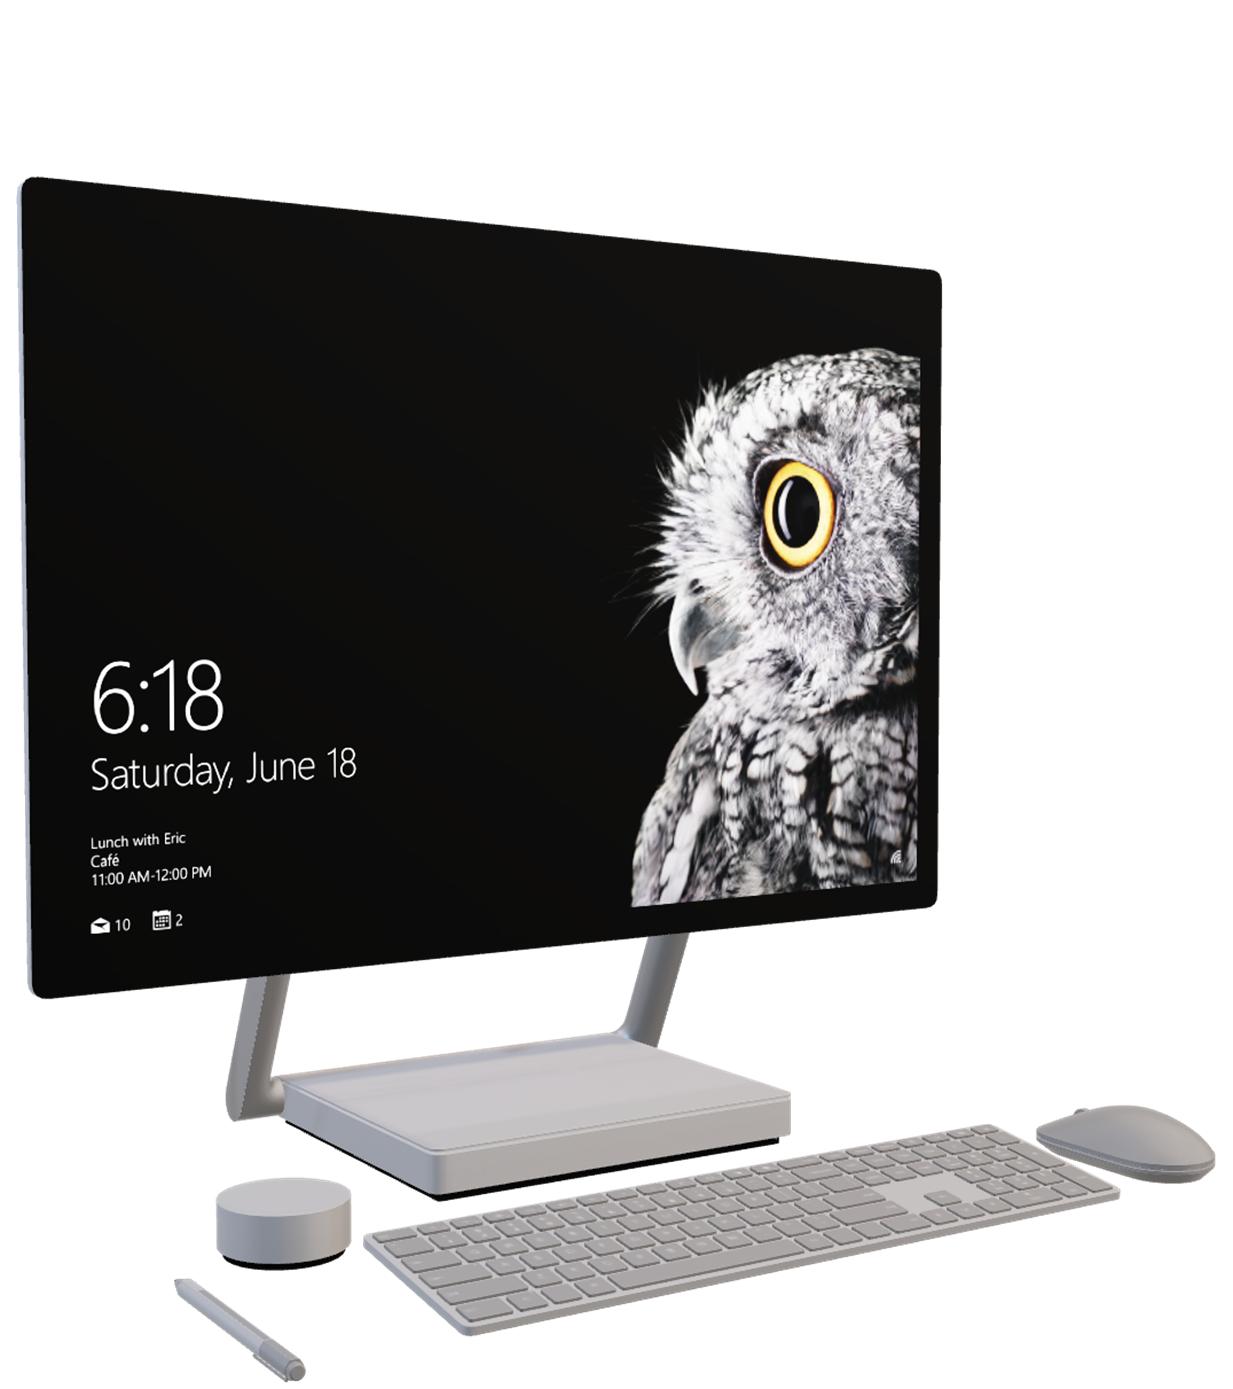 6:18
Saturday, June 18
Lunch with Eric
Café
11:00 AM-12:00 PM
10 2